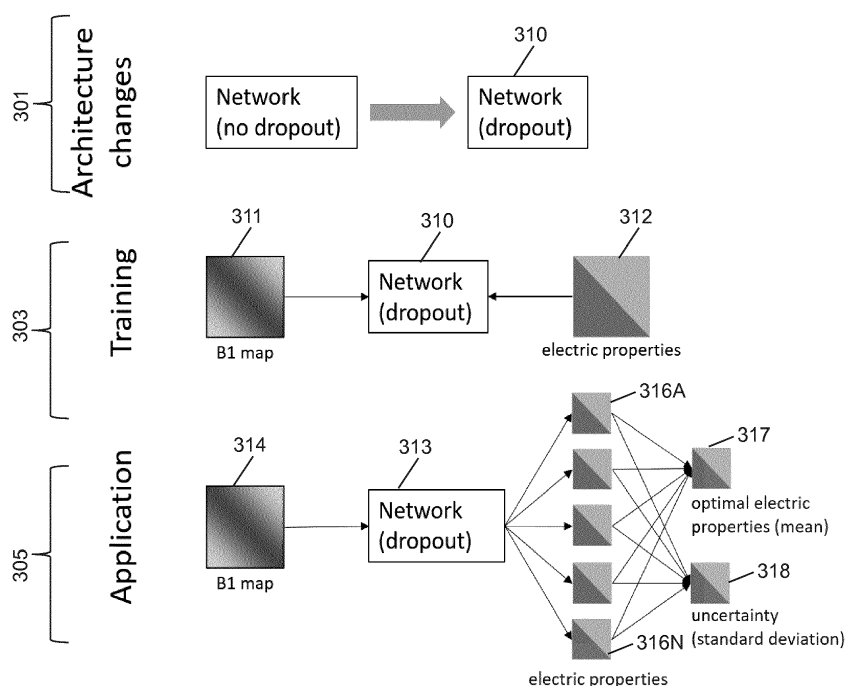 301
Architecture
changes
310
Network
(no dropout)
Network
(dropout)
303
Training
311
B1 map
310
Network
(dropout)
312
electric properties
305
Application
314
B1 map
313
Network
(dropout)
316A
316N
electric properties
317
optimal electric
properties (mean)
318
uncertainty
(standard deviation)